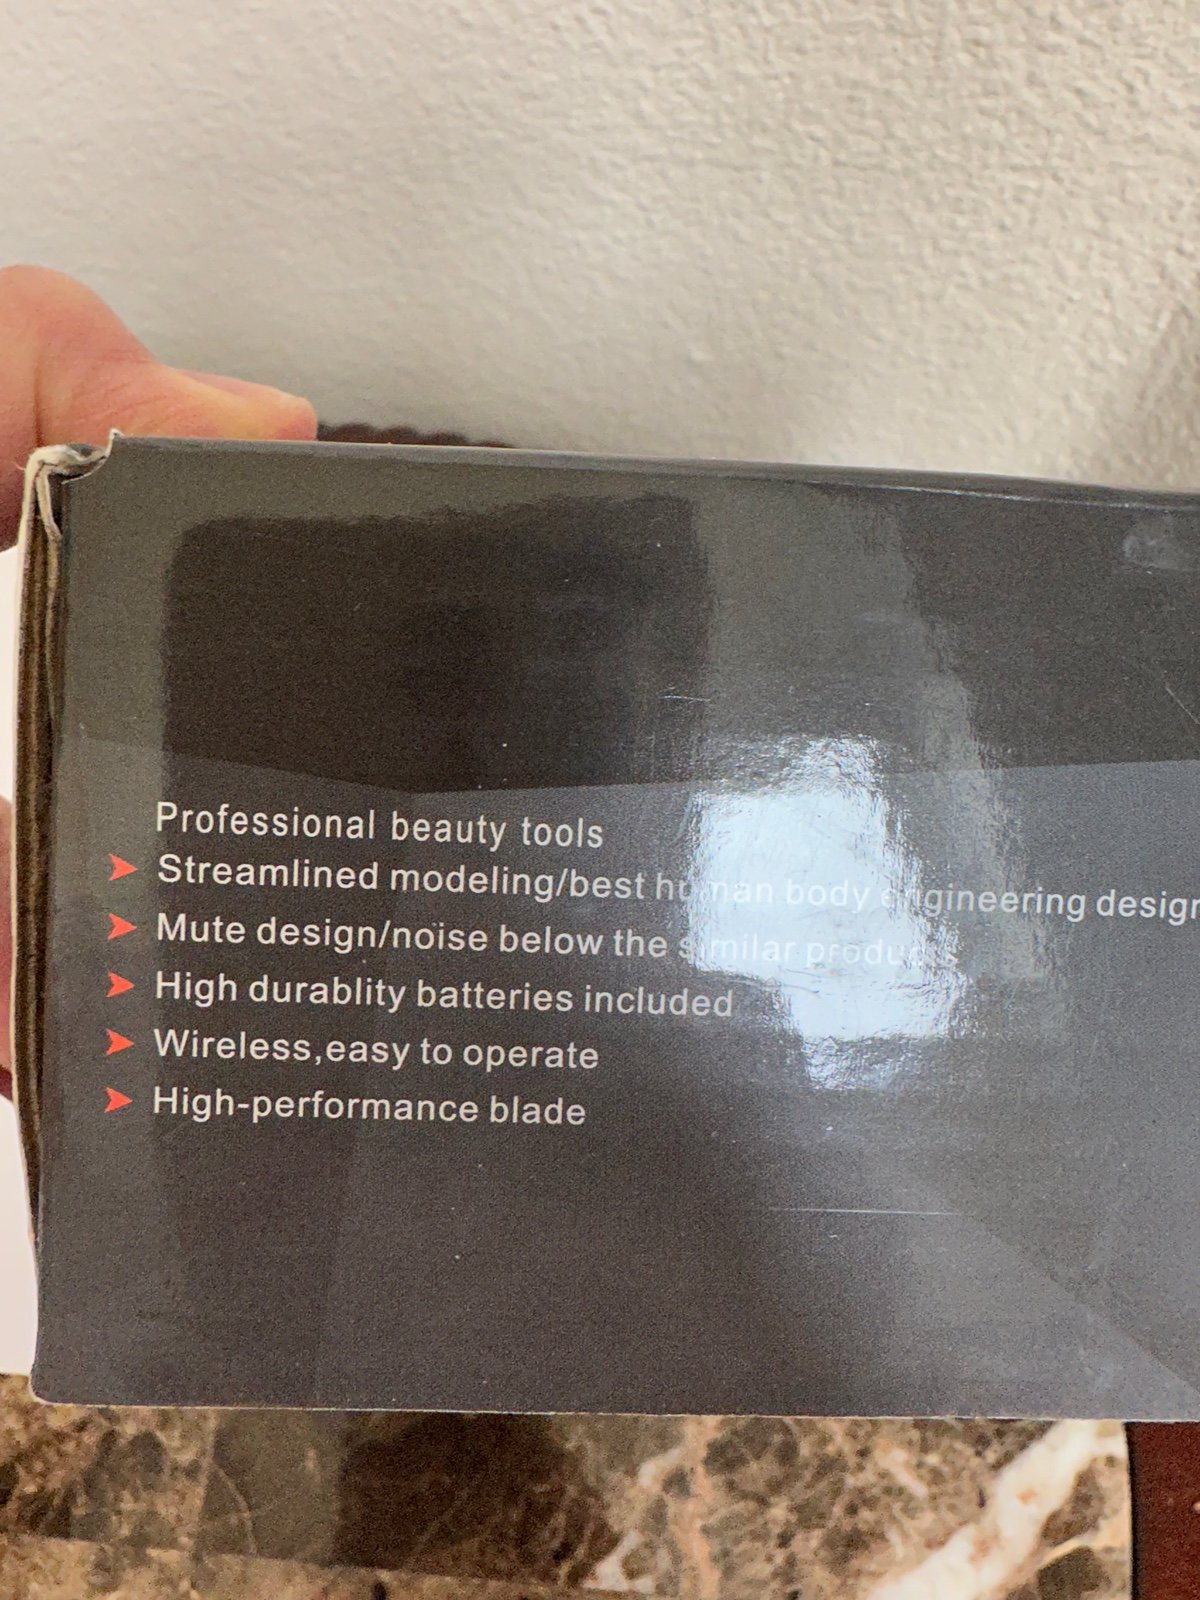 Professional beauty tools
Streamlined modeling/best human body engineering design
Mute design/noise below the similar products
High durablity batteries included
Wireless,easy to operate
High-performance blade